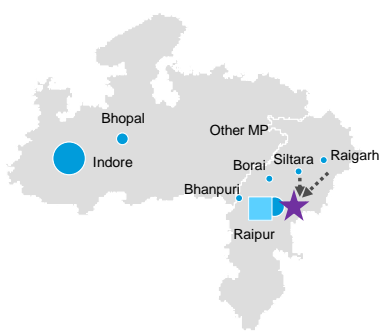 Bhopal
Indore
Other MP
Borai
Siltara
Raigarh
Bhanpuri
Raipur